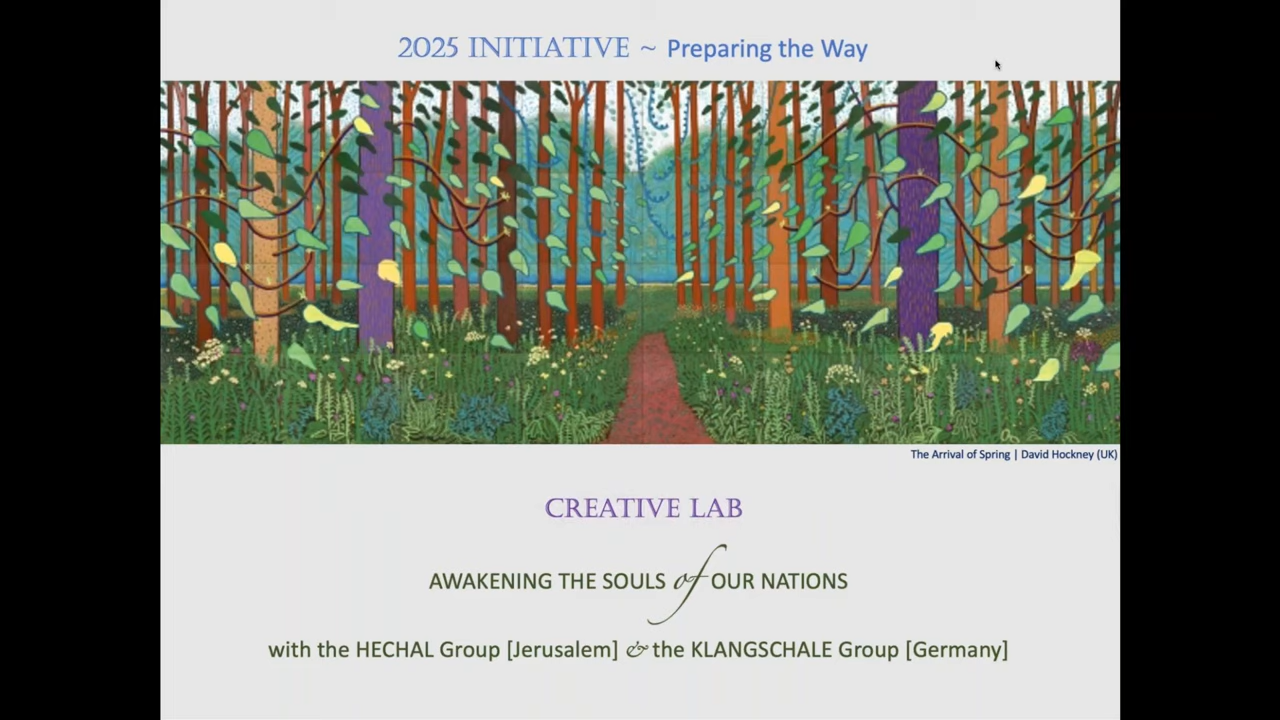 2025 INITIATIVE ~ Preparing the Way
The Arrival of Spring | David Hockney (UK)
CREATIVE LAB
AWAKENING THE SOULS of OUR NATIONS
with the HECHAL Group [Jerusalem] & the KLANGSCHALE Group [Germany]